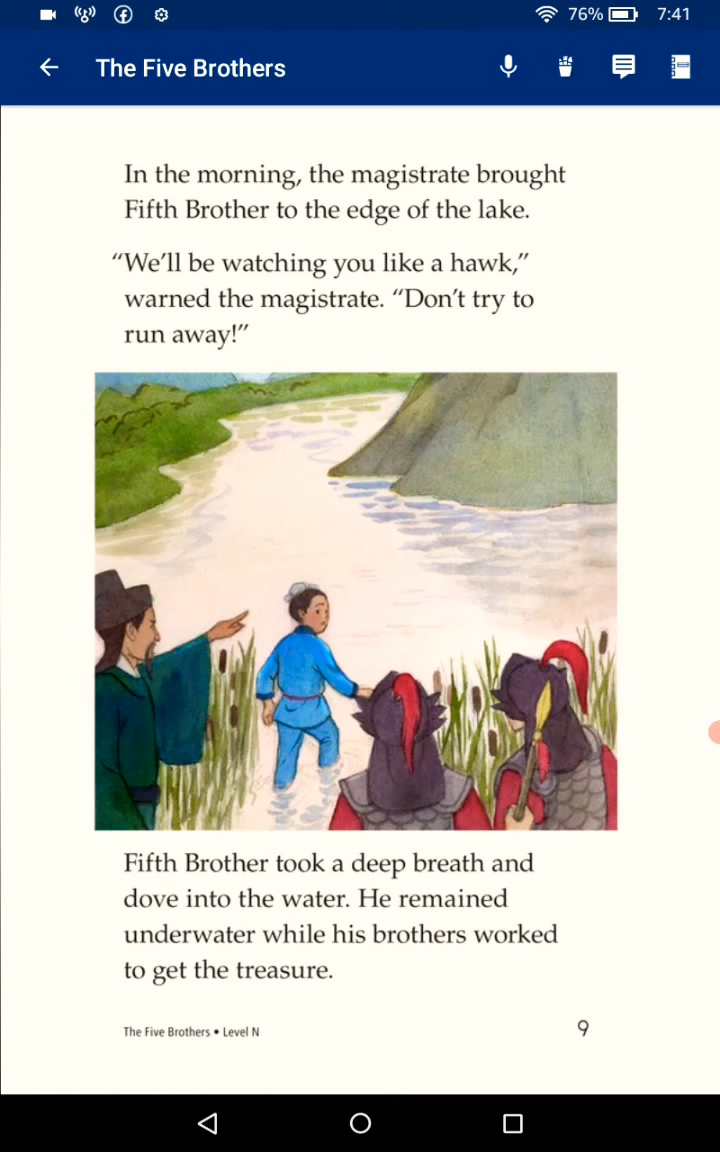 76% 7:41
The Five Brothers
In the morning, the magistrate brought
Fifth Brother to the edge of the lake.
“We’ll be watching you like a hawk,”
warned the magistrate. “Don’t try to
run away!”
Fifth Brother took a deep breath and
dove into the water. He remained
underwater while his brothers worked
to get the treasure.
The Five Brothers • Level N 9